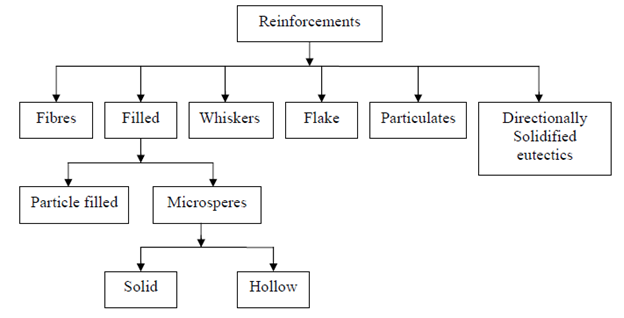 Reinforcements
Fibres
Filled
Whiskers
Flake
Particulates
Directionally
Solidified
eutectics
Particle filled
Microsperes
Solid
Hollow